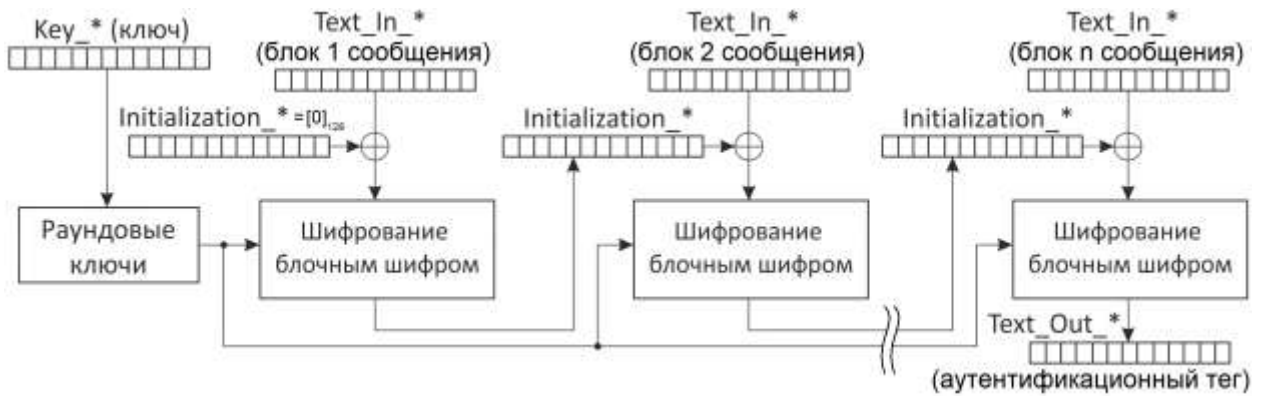 Key_* (ключ)
Text_In_*
(блок 1 сообщения)
Text_In_*
(блок 2 сообщения)
Text_In_*
(блок n сообщения)
Initialization_* =[0]₁₂₈
Initialization_*
Initialization_*
Раундовые
ключи
Шифрование
блочным шифром
Шифрование
блочным шифром
Шифрование
блочным шифром
Text_Out_*
(аутентификационный тег)